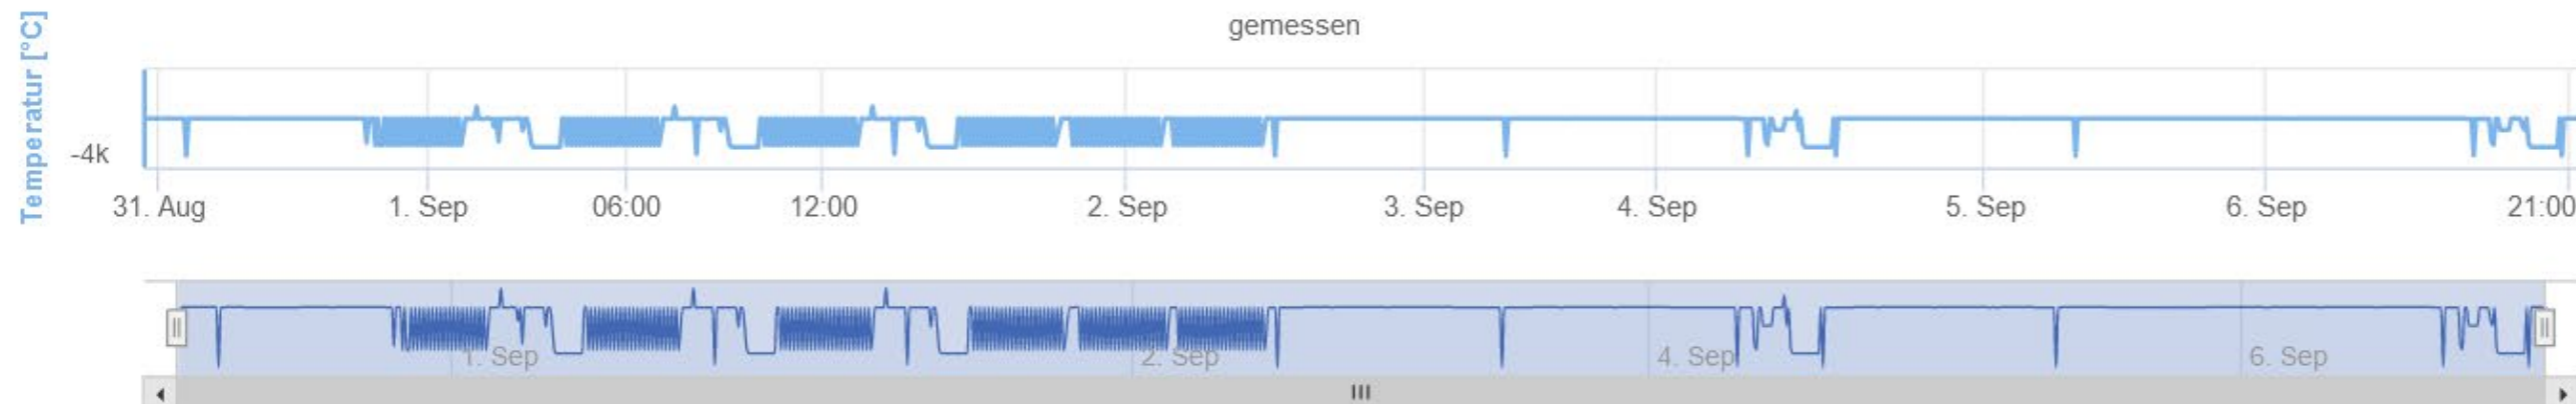 gemessen
Temperatur [°C]
-4k
31. Aug 1. Sep 06:00 12:00 2. Sep 3. Sep 4. Sep 5. Sep 6. Sep 21:00
1. Sep 2. Sep 4. Sep 6. Sep